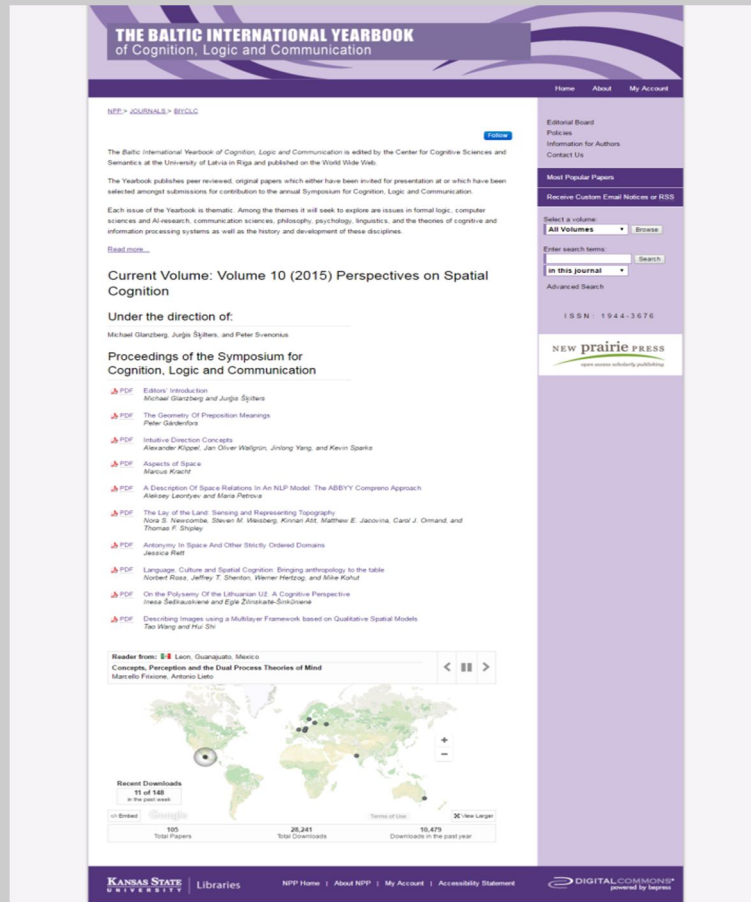 THE BALTIC INTERNATIONAL YEARBOOK
of Cognition, Logic and Communication
Home About My Account
NPP > JOURNALS > BIYCLC
Follow
The Baltic International Yearbook of Cognition, Logic and Communication is edited by the Center for Cognitive Sciences and
Semantics at the University of Latvia in Riga and published on the World Wide Web.
The Yearbook publishes peer reviewed, original papers which either have been invited for presentation at or which have been
selected amongst submissions for contribution to the annual Symposium for Cognition, Logic and Communication.
Each issue of the Yearbook is thematic. Among the themes it will seek to explore are issues in formal logic, computer
sciences and AI-research, communication sciences, philosophy, psychology, linguistics, and the theories of cognitive and
information processing systems as well as the history and development of these disciplines.
Read more...
Current Volume: Volume 10 (2015) Perspectives on Spatial
Cognition
Under the direction of:
Michael Glanzberg, Jurģis Šķilters, and Peter Svenonius
Proceedings of the Symposium for
Cognition, Logic and Communication
PDF Editors' Introduction
Michael Glanzberg and Jurģis Šķilters
PDF The Geometry Of Preposition Meanings
Peter Gärdenfors
PDF Intuitive Direction Concepts
Alexander Klippel, Jan Oliver Wallgrün, Jinlong Yang, and Kevin Sparks
PDF Aspects of Space
Marcus Kracht
PDF A Description Of Space Relations In An NLP Model: The ABBYY Compreno Approach
Aleksey Leontyev and Maria Petrova
PDF The Lay of the Land: Sensing and Representing Topography
Nora S. Newcombe, Steven M. Weisberg, Kinnari Atit, Matthew E. Jacovina, Carol J. Ormand, and
Thomas F. Shipley
PDF Antonymy In Space And Other Strictly Ordered Domains
Jessica Rett
PDF Language, Culture and Spatial Cognition: Bringing anthropology to the table
Norbert Ross, Jeffrey T. Shenton, Werner Hertzog, and Mike Kohut
PDF On the Polysemy Of the Lithuanian Už: A Cognitive Perspective
Inesa Šeškauskienė and Eglė Žilinskaitė-Šinkūnienė
PDF Describing Images using a Multilayer Framework based on Qualitative Spatial Models
Tao Wang and Hui Shi
Reader from: Leon, Guanajuato, Mexico
Concepts, Perception and the Dual Process Theories of Mind
Marcello Frixione, Antonio Lieto
+
−
Recent Downloads
11 of 148
in the past week
Embed
Google
Terms of Use
View Larger
105
Total Papers
28,241
Total Downloads
10,479
Downloads in the past year
Editorial Board
Policies
Information for Authors
Contact Us
Most Popular Papers
Receive Custom Email Notices or RSS
Select a volume:
All Volumes Browse
Enter search terms:
Search
in this journal
Advanced Search
ISSN: 1944-3676
NEW prairie PRESS
open access scholarly publishing
KANSAS STATE
UNIVERSITY
Libraries
NPP Home | About NPP | My Account | Accessibility Statement
DIGITAL COMMONS
powered by bepress